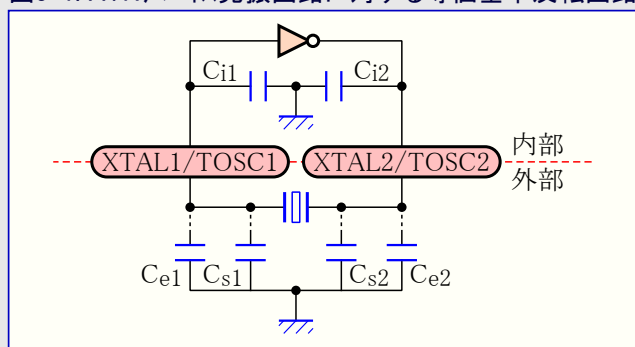 Ci1 Ci2
XTAL1/TOSC1 XTAL2/TOSC2 内部
外部
Ce1 Cs1 Cs2 Ce2